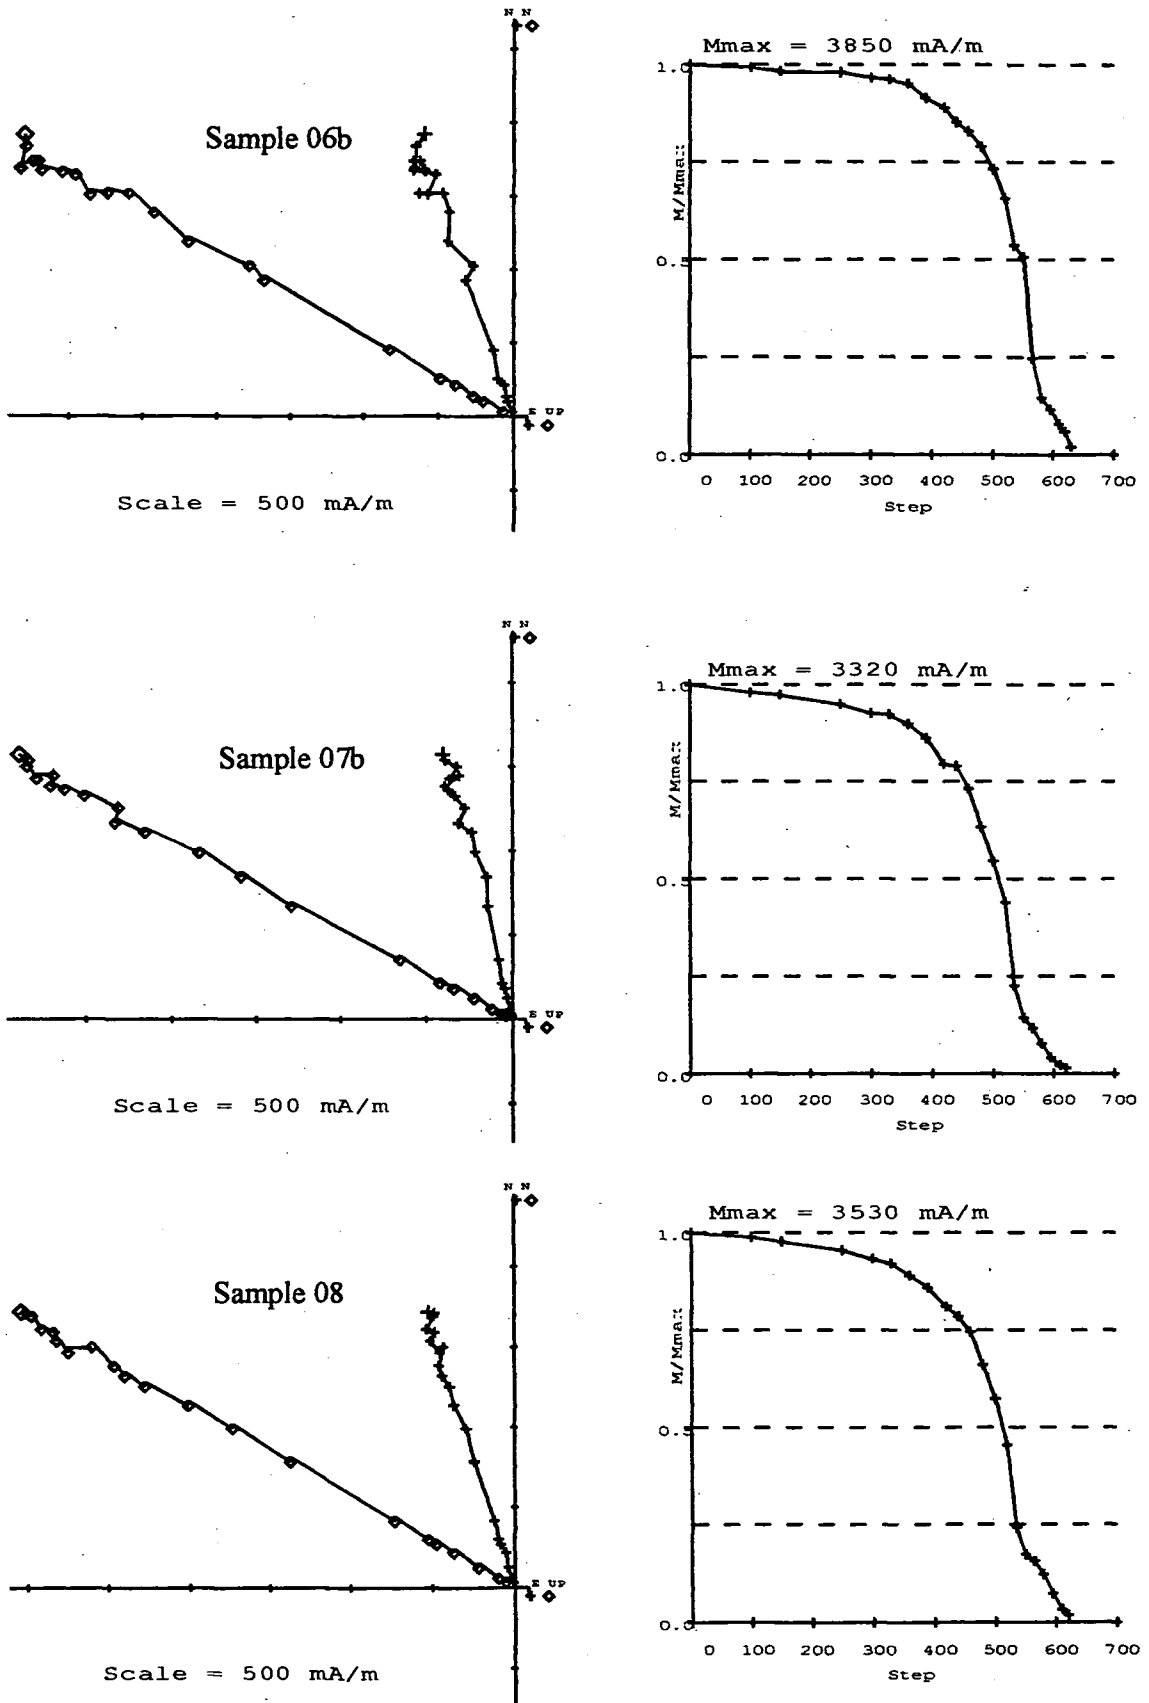 N N
Mmax = 3850 mA/m
1.0
Sample 06b
M/Mmax
0.5
E UP
0.0
0 100 200 300 400 500 600 700
Scale = 500 mA/m
Step
N N
Mmax = 3320 mA/m
1.0
Sample 07b
M/Mmax
0.5
E UP
0.0
0 100 200 300 400 500 600 700
Scale = 500 mA/m
Step
N N
Mmax = 3530 mA/m
1.0
Sample 08
M/Mmax
0.5
E UP
0.0
0 100 200 300 400 500 600 700
Scale = 500 mA/m
Step